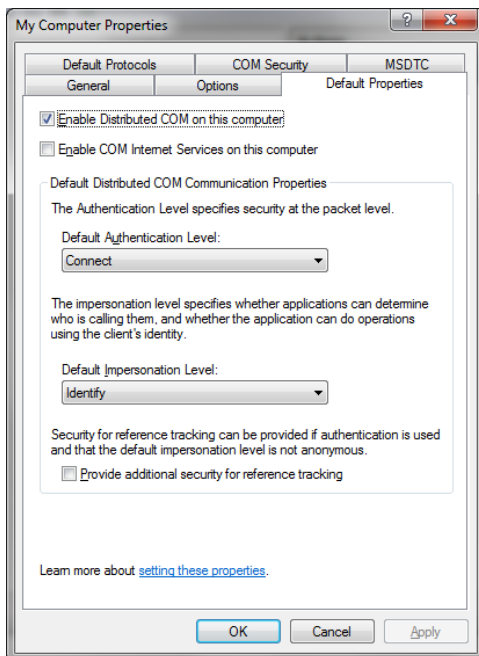 My Computer Properties
Default Protocols COM Security MSDTC
General Options Default Properties
Enable Distributed COM on this computer
Enable COM Internet Services on this computer
Default Distributed COM Communication Properties
The Authentication Level specifies security at the packet level.
Default Authentication Level:
Connect
The impersonation level specifies whether applications can determine
who is calling them, and whether the application can do operations
using the client's identity.
Default Impersonation Level:
Identify
Security for reference tracking can be provided if authentication is used
and that the default impersonation level is not anonymous.
Provide additional security for reference tracking
Learn more about setting these properties.
OK Cancel Apply